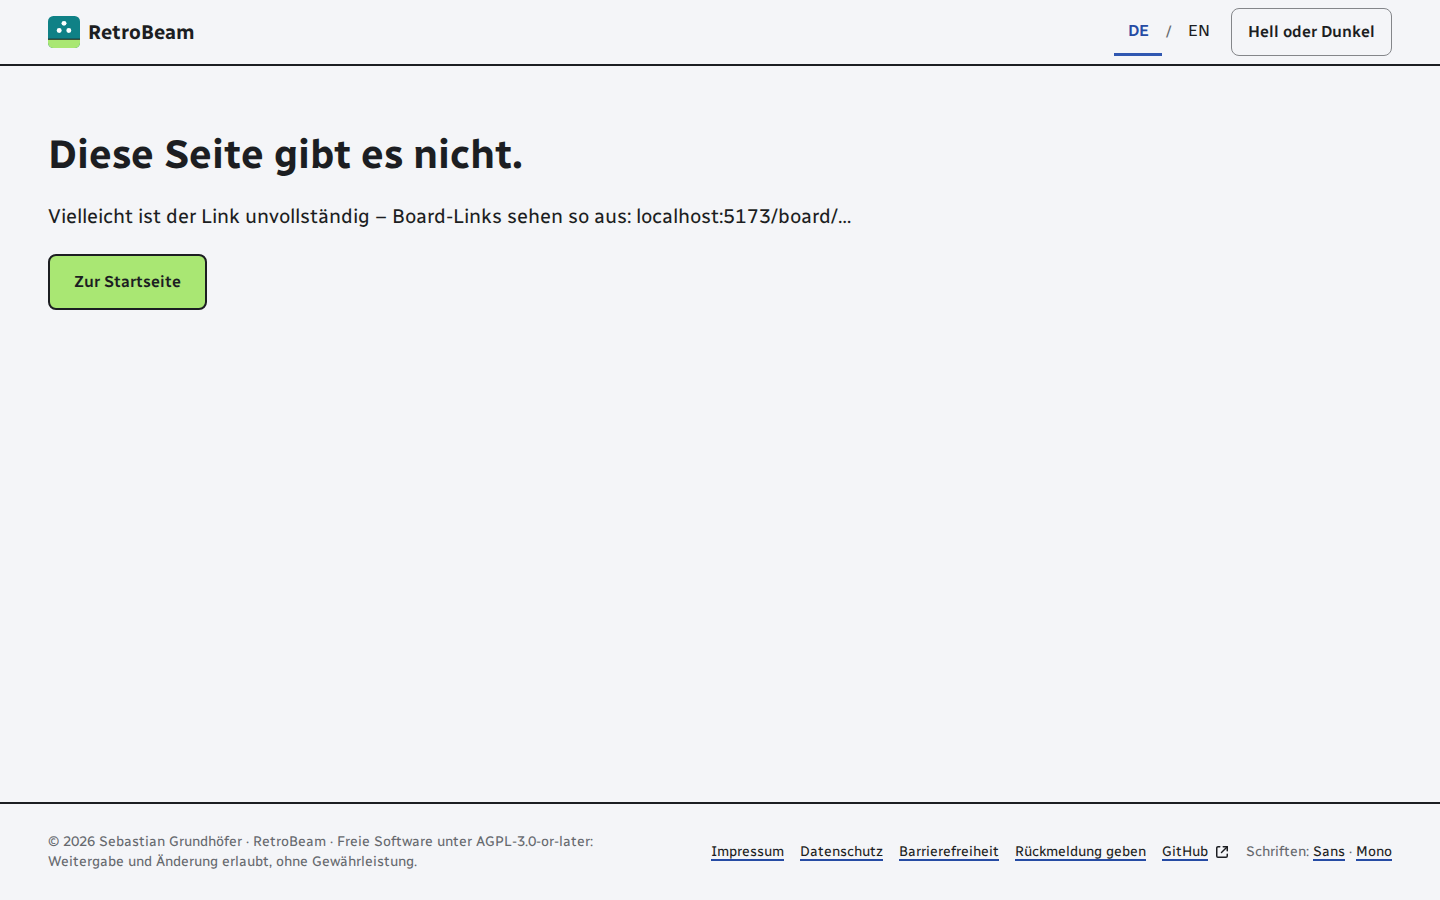 RetroBeam
DE / EN
Hell oder Dunkel
Diese Seite gibt es nicht.
Vielleicht ist der Link unvollständig – Board-Links sehen so aus: localhost:5173/board/…
Zur Startseite
© 2026 Sebastian Grundhöfer · RetroBeam · Freie Software unter AGPL-3.0-or-later:
Weitergabe und Änderung erlaubt, ohne Gewährleistung.
Impressum Datenschutz Barrierefreiheit Rückmeldung geben GitHub Schriften: Sans · Mono